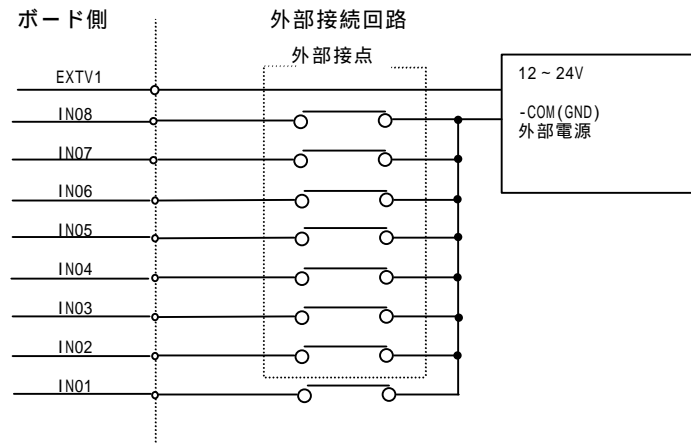 ボード側
外部接続回路
外部接点
EXTV1
IN08
IN07
IN06
IN05
IN04
IN03
IN02
IN01
12～24V
-COM(GND)
外部電源